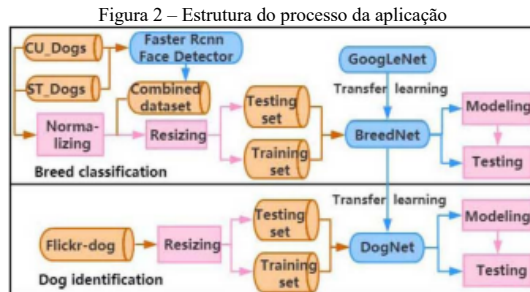 Figura 2 – Estrutura do processo da aplicação
CU_Dogs
ST_Dogs
Faster Rcnn
Face Detector
Combined
dataset
Norma-
lizing
Resizing
Testing
set
Training
set
GoogLeNet
Transfer learning
BreedNet
Modeling
Testing
Breed classification
Transfer learning
Flickr-dog
Resizing
Testing
set
Training
set
DogNet
Modeling
Testing
Dog identification